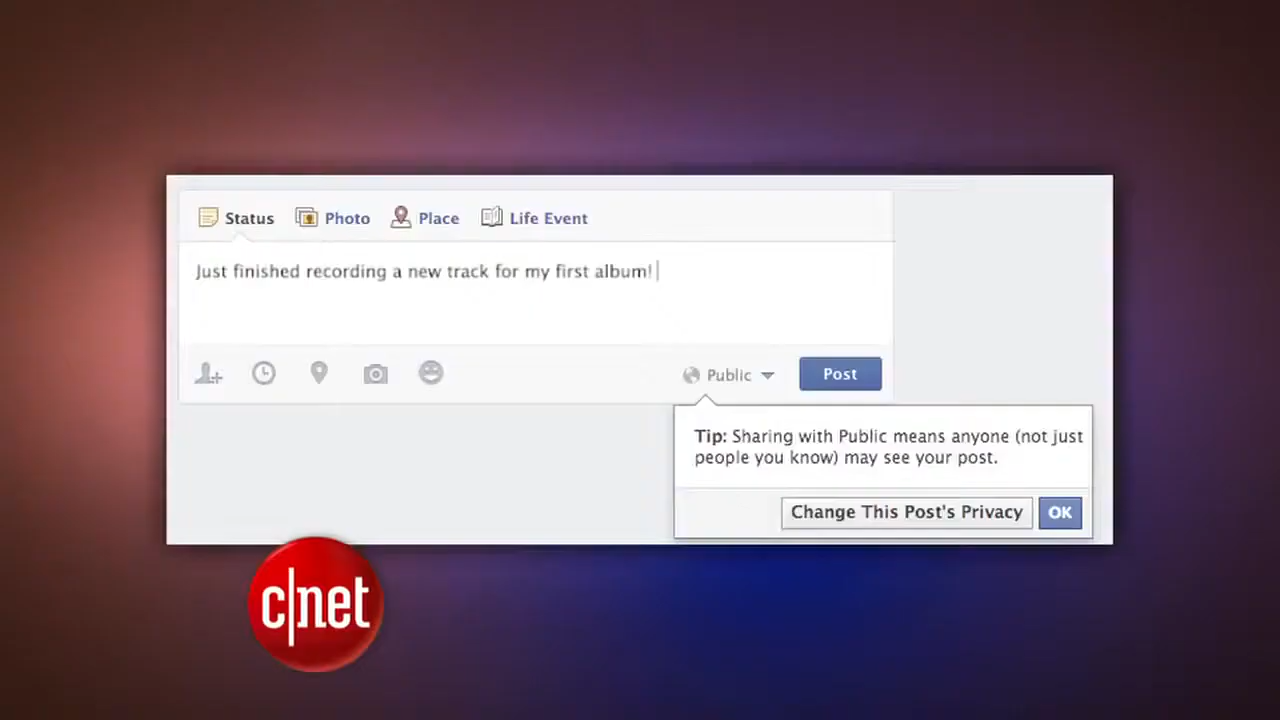 Status Photo Place Life Event
Just finished recording a new track for my first album!
Public Post
Tip: Sharing with Public means anyone (not just
people you know) may see your post.
Change This Post's Privacy OK
c|net